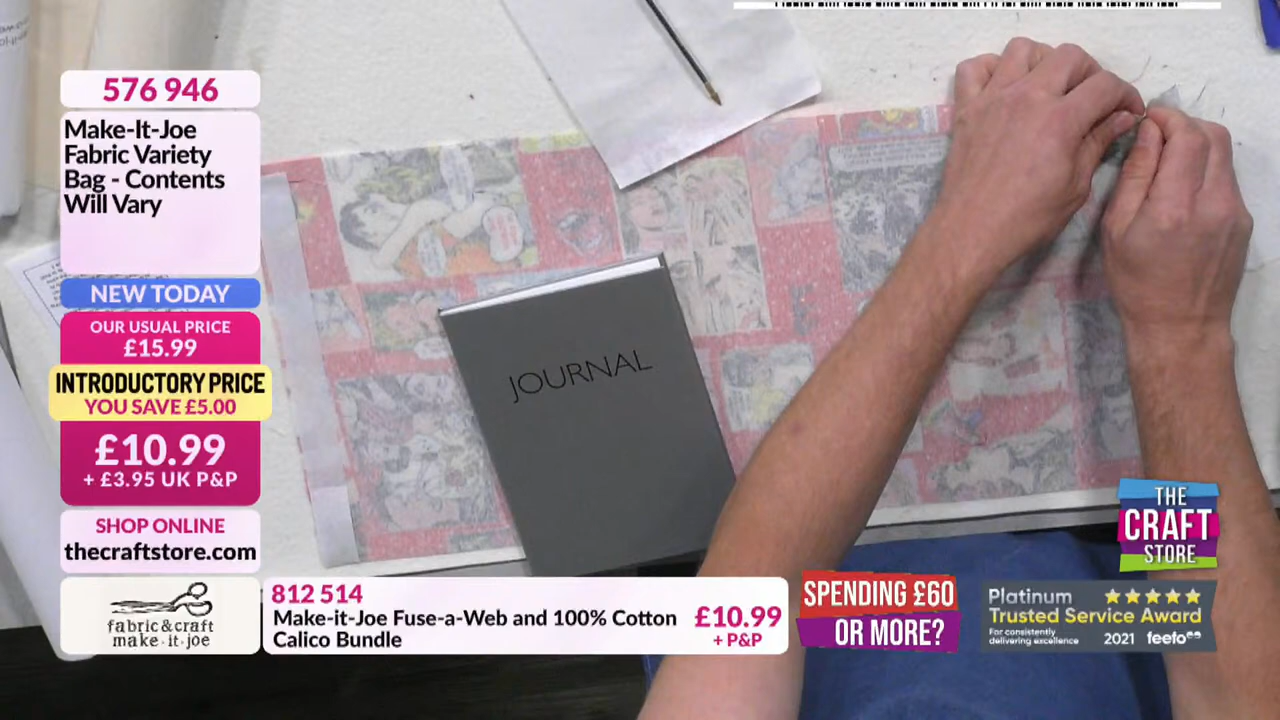 576 946
Make-It-Joe
Fabric Variety
Bag - Contents
Will Vary
NEW TODAY
OUR USUAL PRICE
£15.99
INTRODUCTORY PRICE
YOU SAVE £5.00
£10.99
+ £3.95 UK P&P
SHOP ONLINE
thecraftstore.com
fabric&craft
make·it·joe
812 514
Make-it-Joe Fuse-a-Web and 100% Cotton
Calico Bundle
£10.99
+ P&P
SPENDING £60
OR MORE?
Platinum
Trusted Service Award
For consistently
delivering excellence
2021 feefo
THE
CRAFT
STORE
JOURNAL